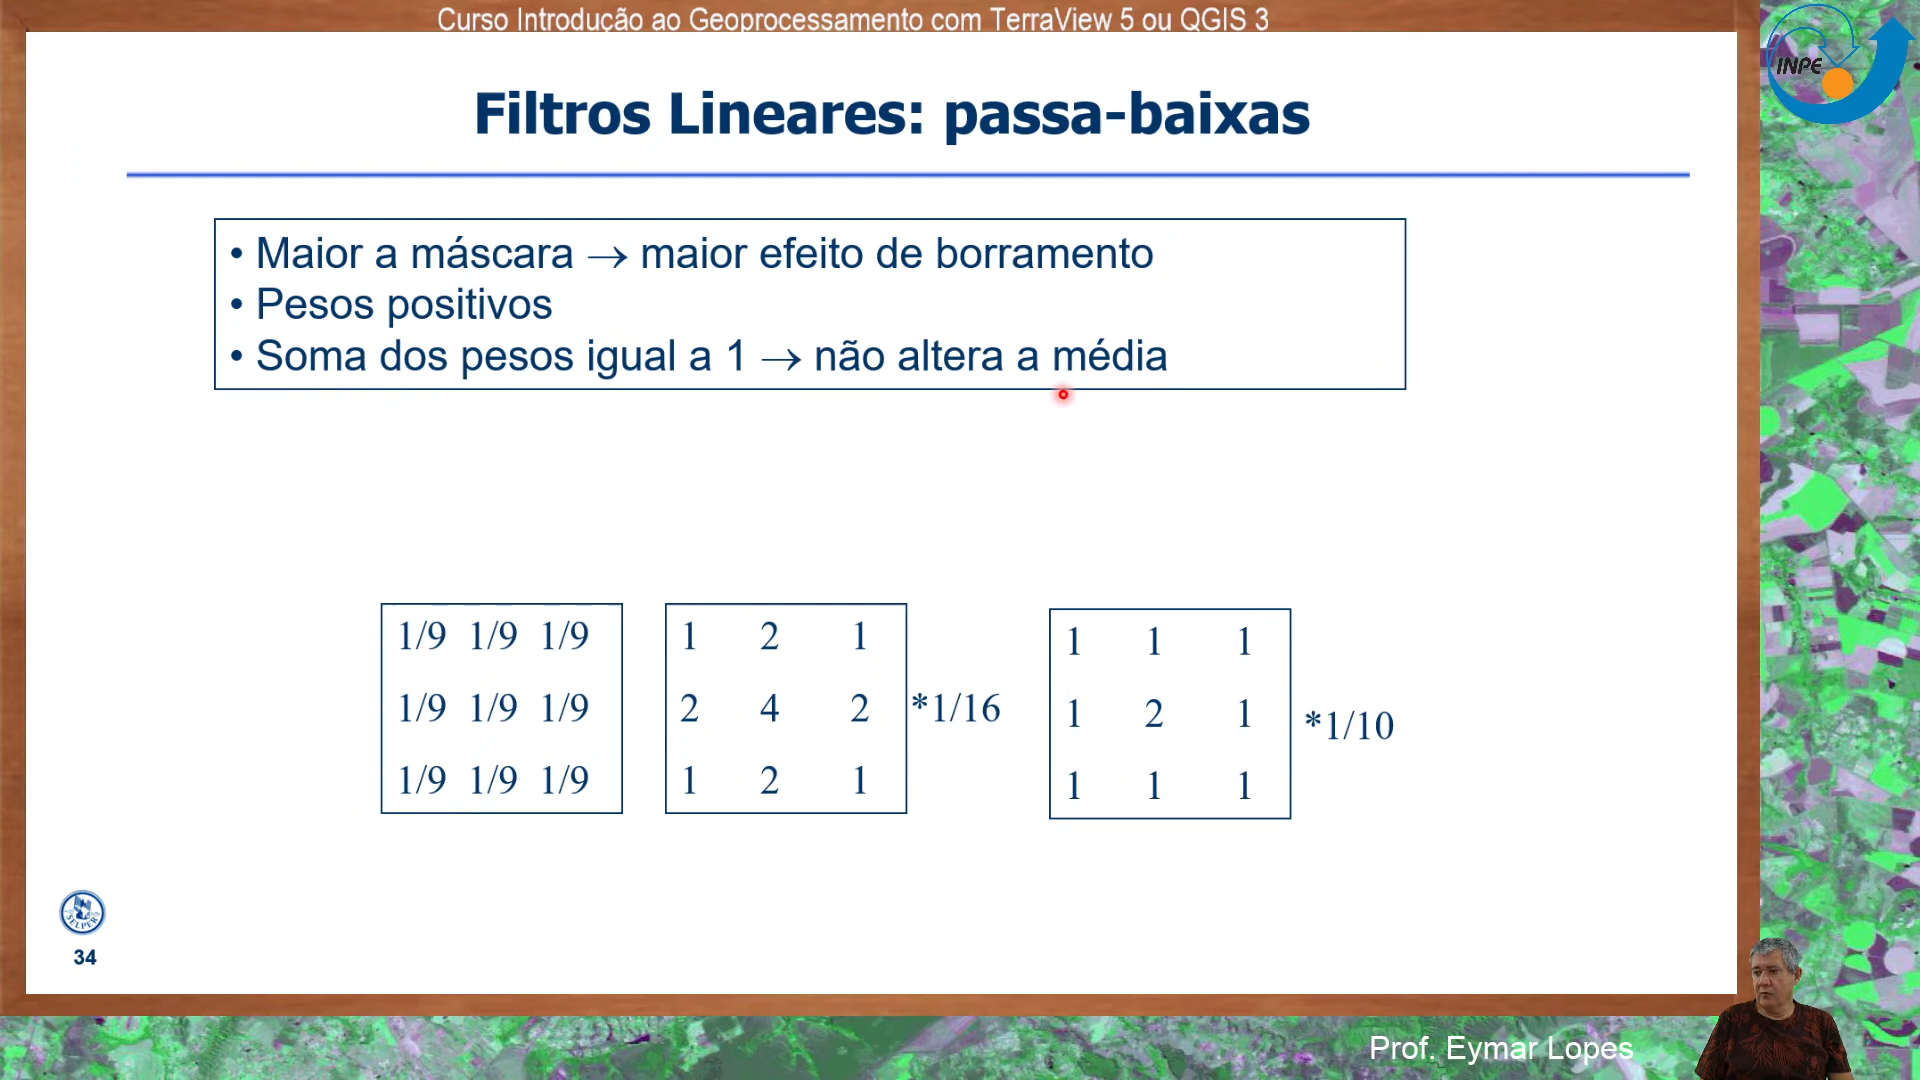 Curso Introdução ao Geoprocessamento com TerraView 5 ou QGIS 3
INPE
Filtros Lineares: passa-baixas
• Maior a máscara → maior efeito de borramento
• Pesos positivos
• Soma dos pesos igual a 1 → não altera a média
1/9 1/9 1/9
1/9 1/9 1/9
1/9 1/9 1/9
1 2 1
2 4 2 *1/16
1 2 1
1 1 1
1 2 1 *1/10
1 1 1
SELPER
34
Prof. Eymar Lopes